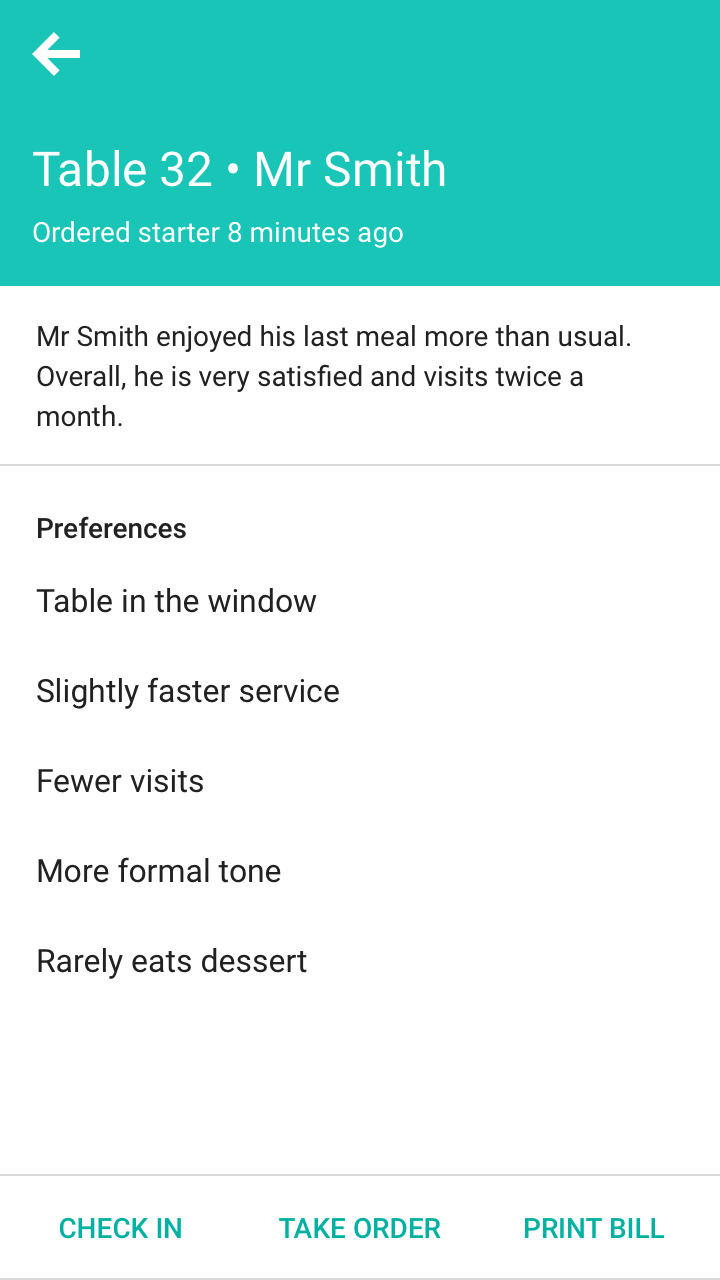 Table 32 • Mr Smith
Ordered starter 8 minutes ago
Mr Smith enjoyed his last meal more than usual.
Overall, he is very satisfied and visits twice a
month.
Preferences
Table in the window
Slightly faster service
Fewer visits
More formal tone
Rarely eats dessert
CHECK IN TAKE ORDER PRINT BILL